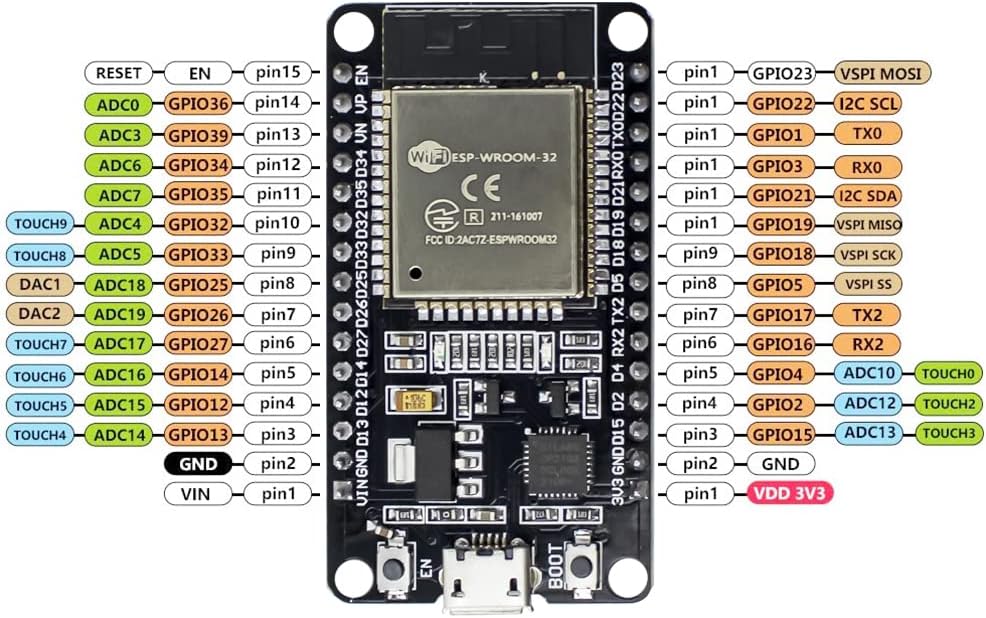 RESET EN pin15 EN D23 pin1 GPIO23 VSPI MOSI
ADC0 GPIO36 pin14 VP D22 pin1 GPIO22 I2C SCL
ADC3 GPIO39 pin13 VN TX0 pin1 GPIO1 TX0
ADC6 GPIO34 pin12 D34 RX0 pin1 GPIO3 RX0
ADC7 GPIO35 pin11 D35 D21 pin1 GPIO21 I2C SDA
TOUCH9 ADC4 GPIO32 pin10 D32 D19 pin1 GPIO19 VSPI MISO
TOUCH8 ADC5 GPIO33 pin9 D33 D18 pin9 GPIO18 VSPI SCK
DAC1 ADC18 GPIO25 pin8 D25 D5 pin8 GPIO5 VSPI SS
DAC2 ADC19 GPIO26 pin7 D26 TX2 pin7 GPIO17 TX2
TOUCH7 ADC17 GPIO27 pin6 D27 RX2 pin6 GPIO16 RX2
TOUCH6 ADC16 GPIO14 pin5 D14 D4 pin5 GPIO4 ADC10 TOUCH0
TOUCH5 ADC15 GPIO12 pin4 D12 D2 pin4 GPIO2 ADC12 TOUCH2
TOUCH4 ADC14 GPIO13 pin3 D13 D15 pin3 GPIO15 ADC13 TOUCH3
GND pin2 GND GND pin2 GND
VIN pin1 VIN 3V3 pin1 VDD 3V3
WiFi ESP-WROOM-32
CE
R 211-161007
FCC ID:2AC7Z-ESPWROOM32
EN
BOOT